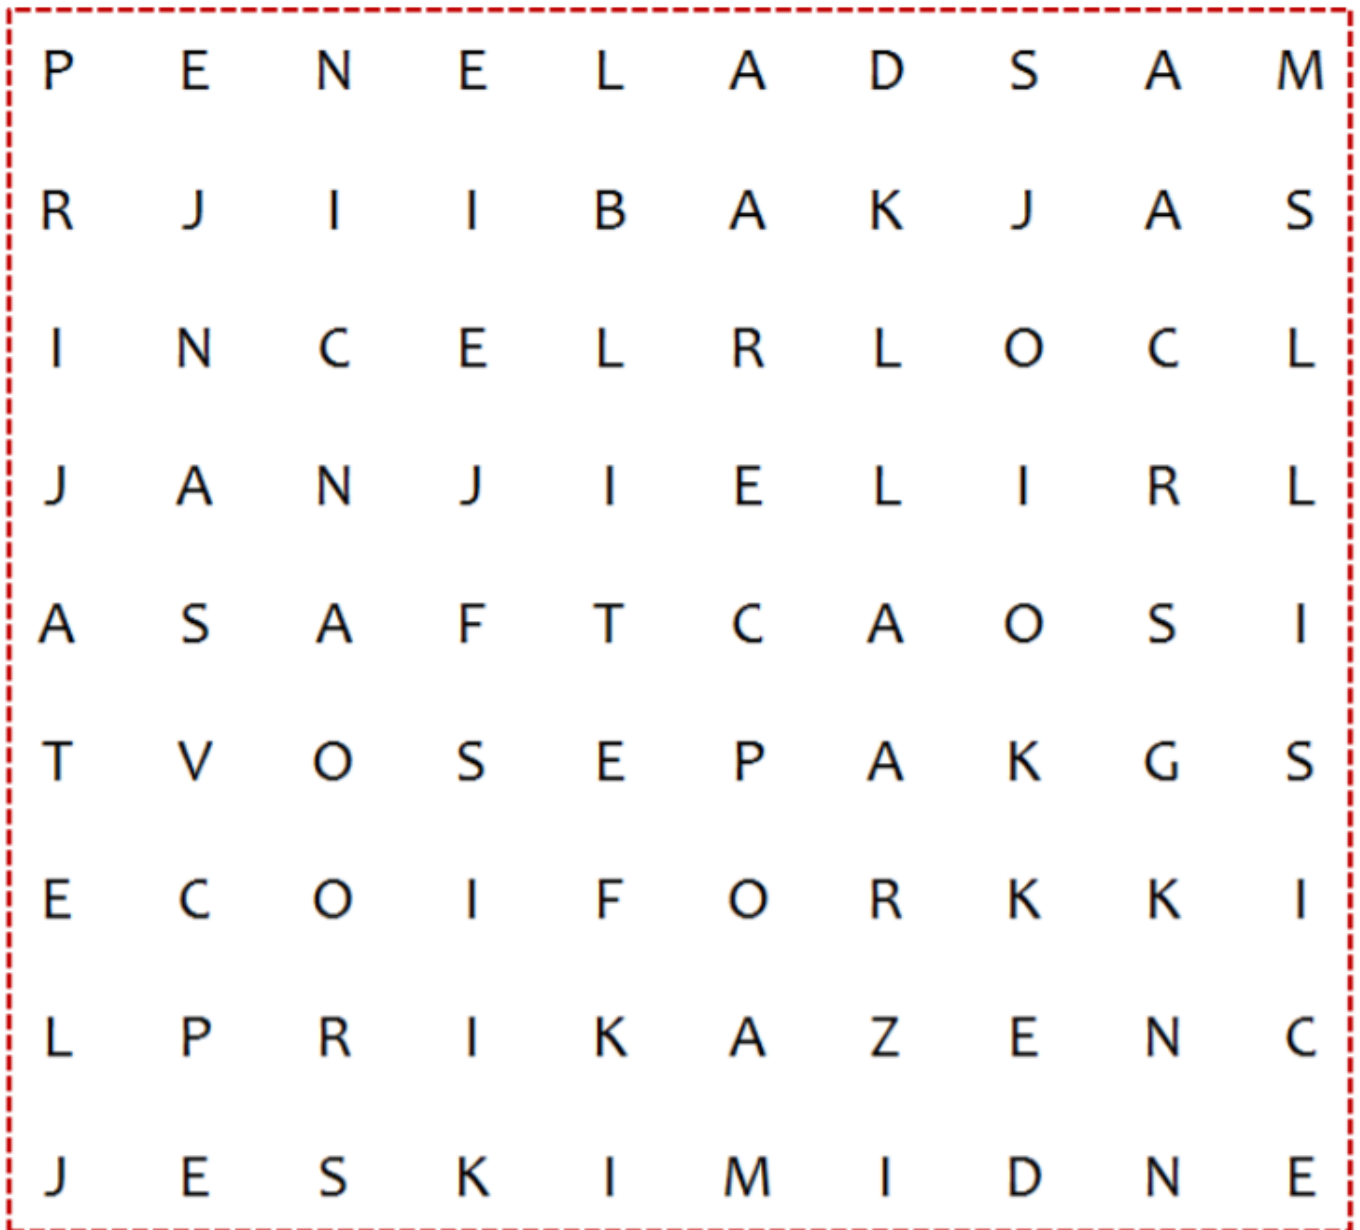 P E N E L A D S A M
R J I I B A K J A S
I N C E L R L O C L
J A N J I E L I R L
A S A F T C A O S I
T V O S E P A K G S
E C O I F O R K K I
L P R I K A Z E N C
J E S K I M I D N E